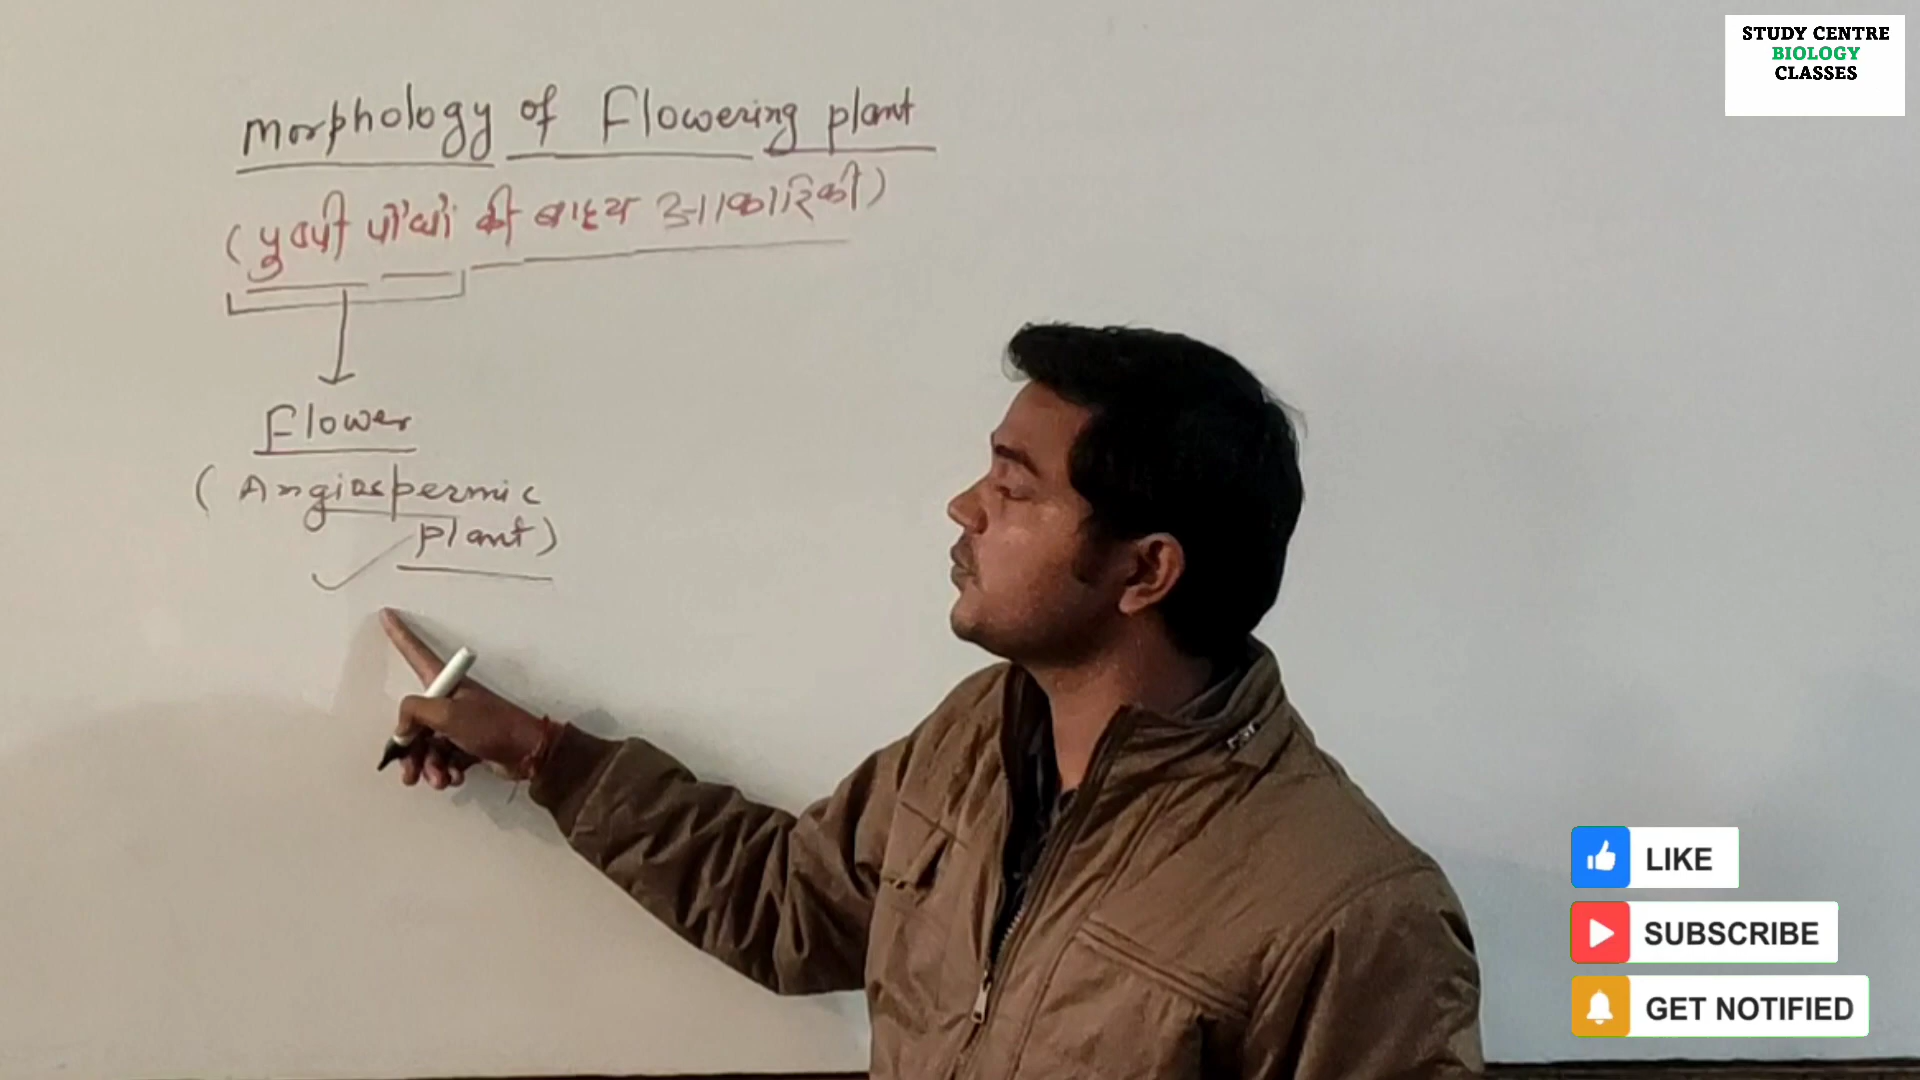 Morphology of Flowering plant
(पुष्पी पौधों की बाह्य आकारिकी)
Flower
(Angiospermic
plant)
STUDY CENTRE
BIOLOGY
CLASSES
LIKE
SUBSCRIBE
GET NOTIFIED